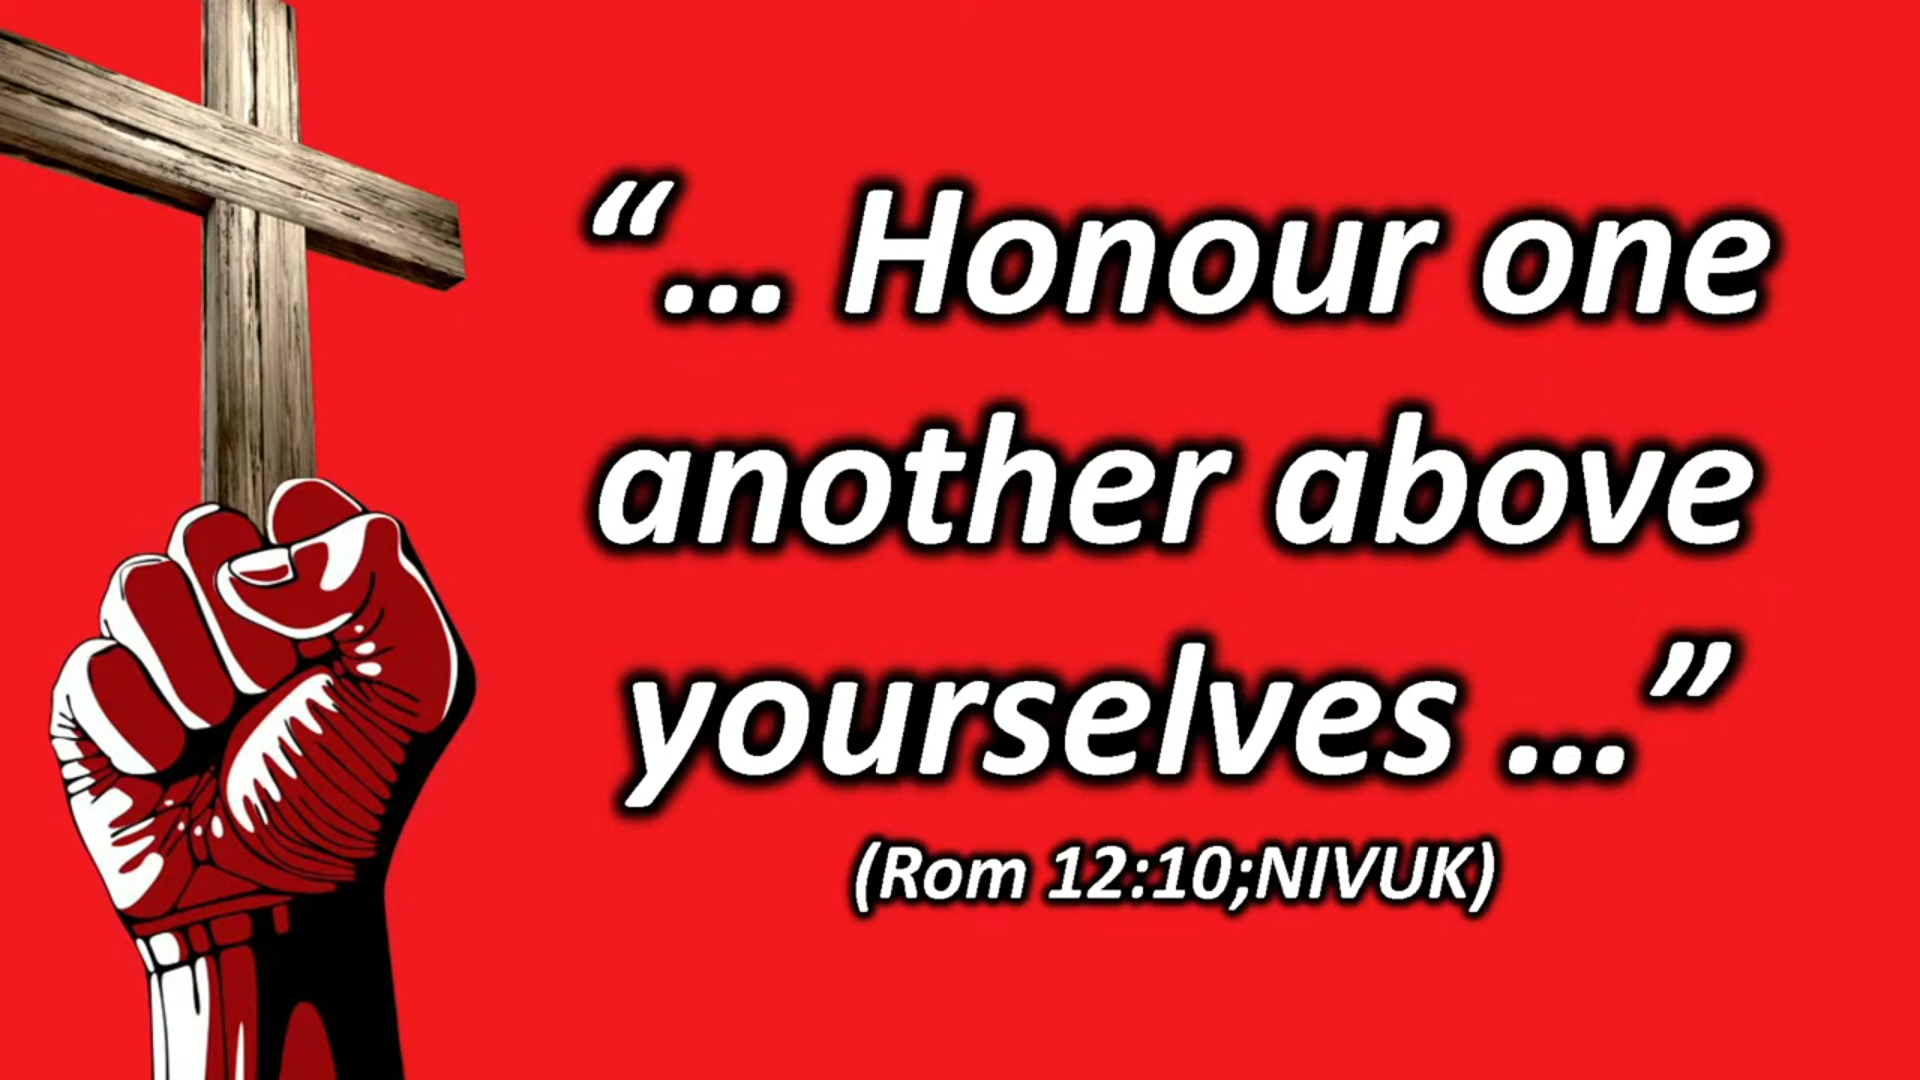 “... Honour one
another above
yourselves ...”
(Rom 12:10;NIVUK)